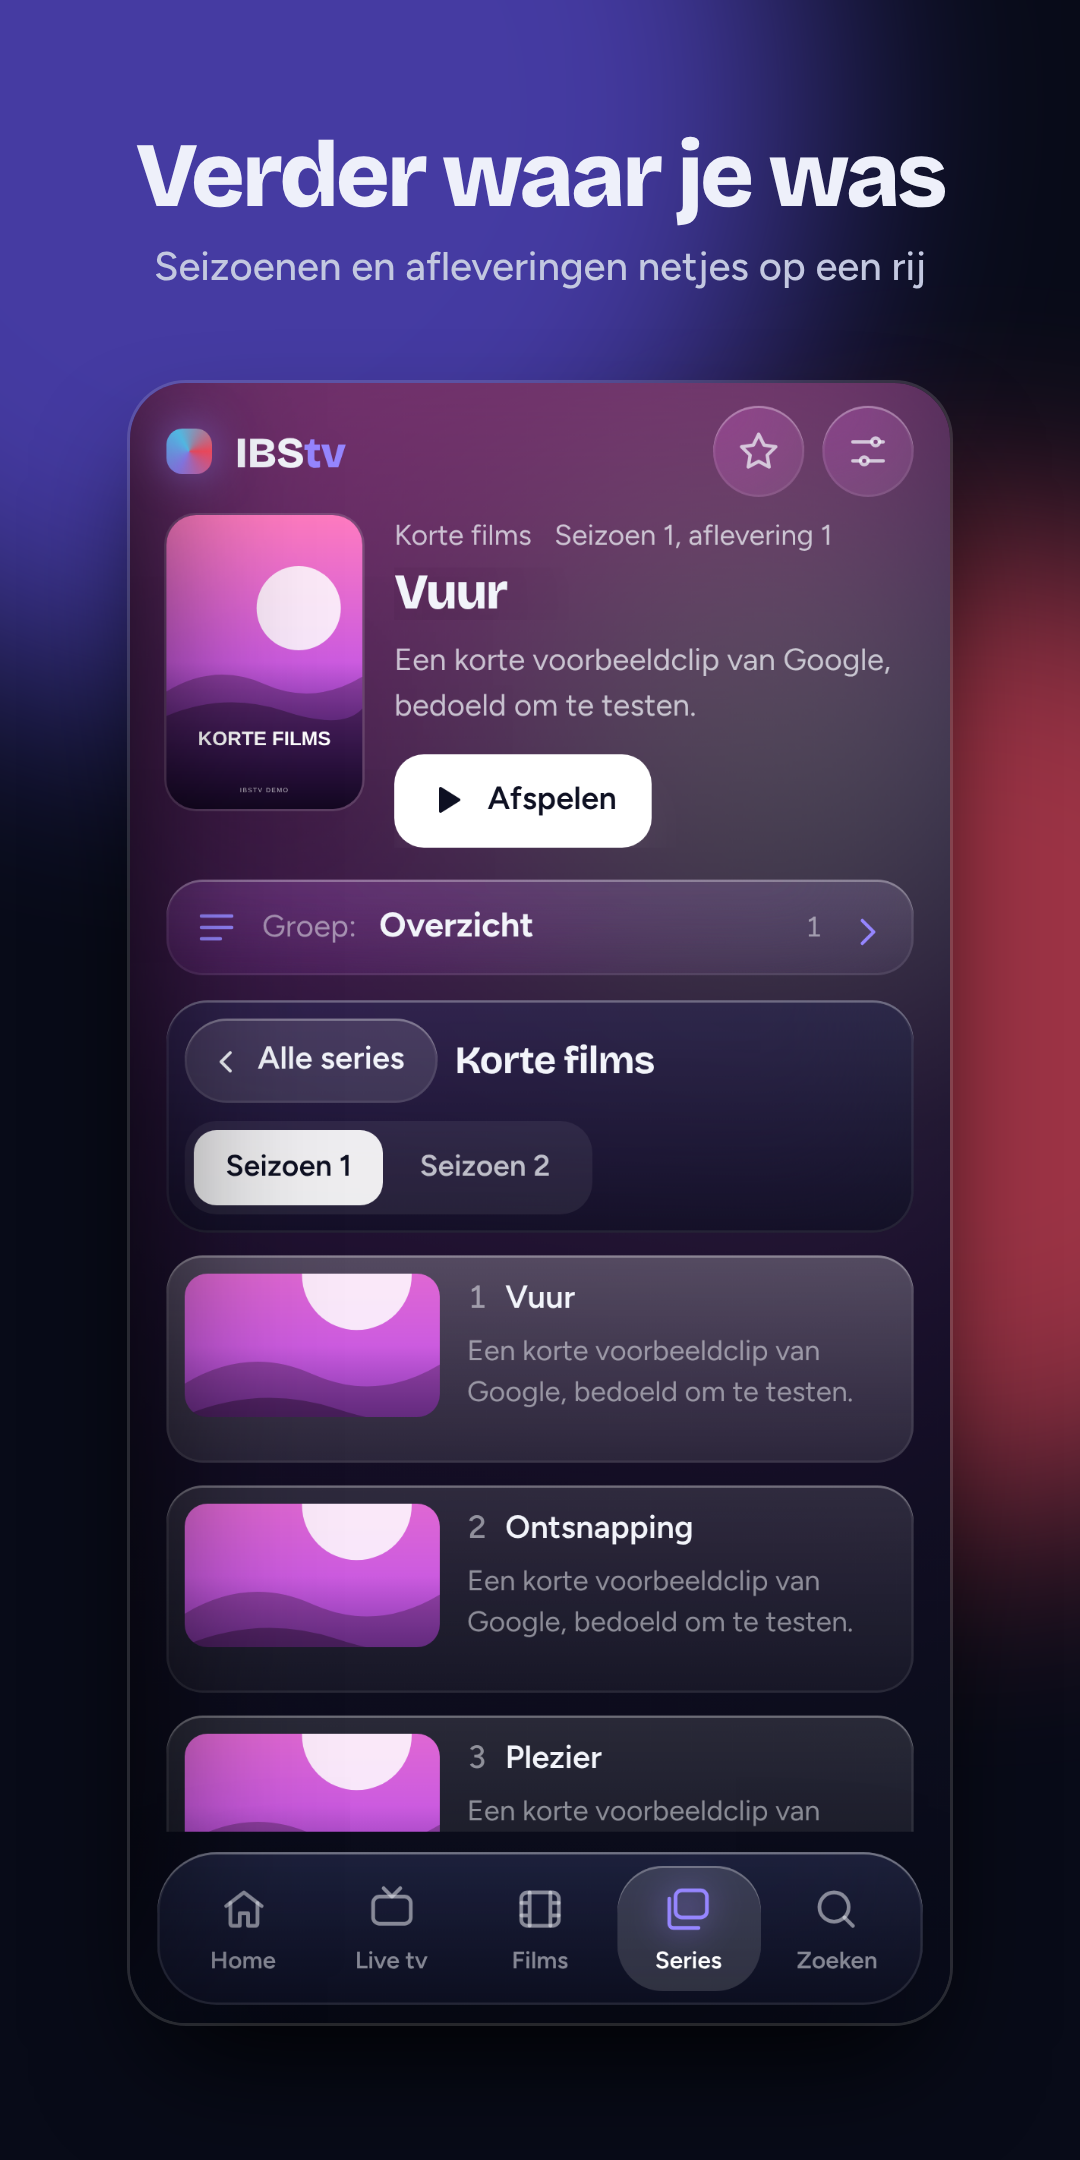 Verder waar je was
Seizoenen en afleveringen netjes op een rij
IBStv
Korte films Seizoen 1, aflevering 1
Vuur
Een korte voorbeeldclip van Google,
bedoeld om te testen.
KORTE FILMS
IBSTV DEMO
Afspelen
Groep: Overzicht 1
Alle series Korte films
Seizoen 1 Seizoen 2
1 Vuur
Een korte voorbeeldclip van
Google, bedoeld om te testen.
2 Ontsnapping
Een korte voorbeeldclip van
Google, bedoeld om te testen.
3 Plezier
Een korte voorbeeldclip van
Home Live tv Films Series Zoeken